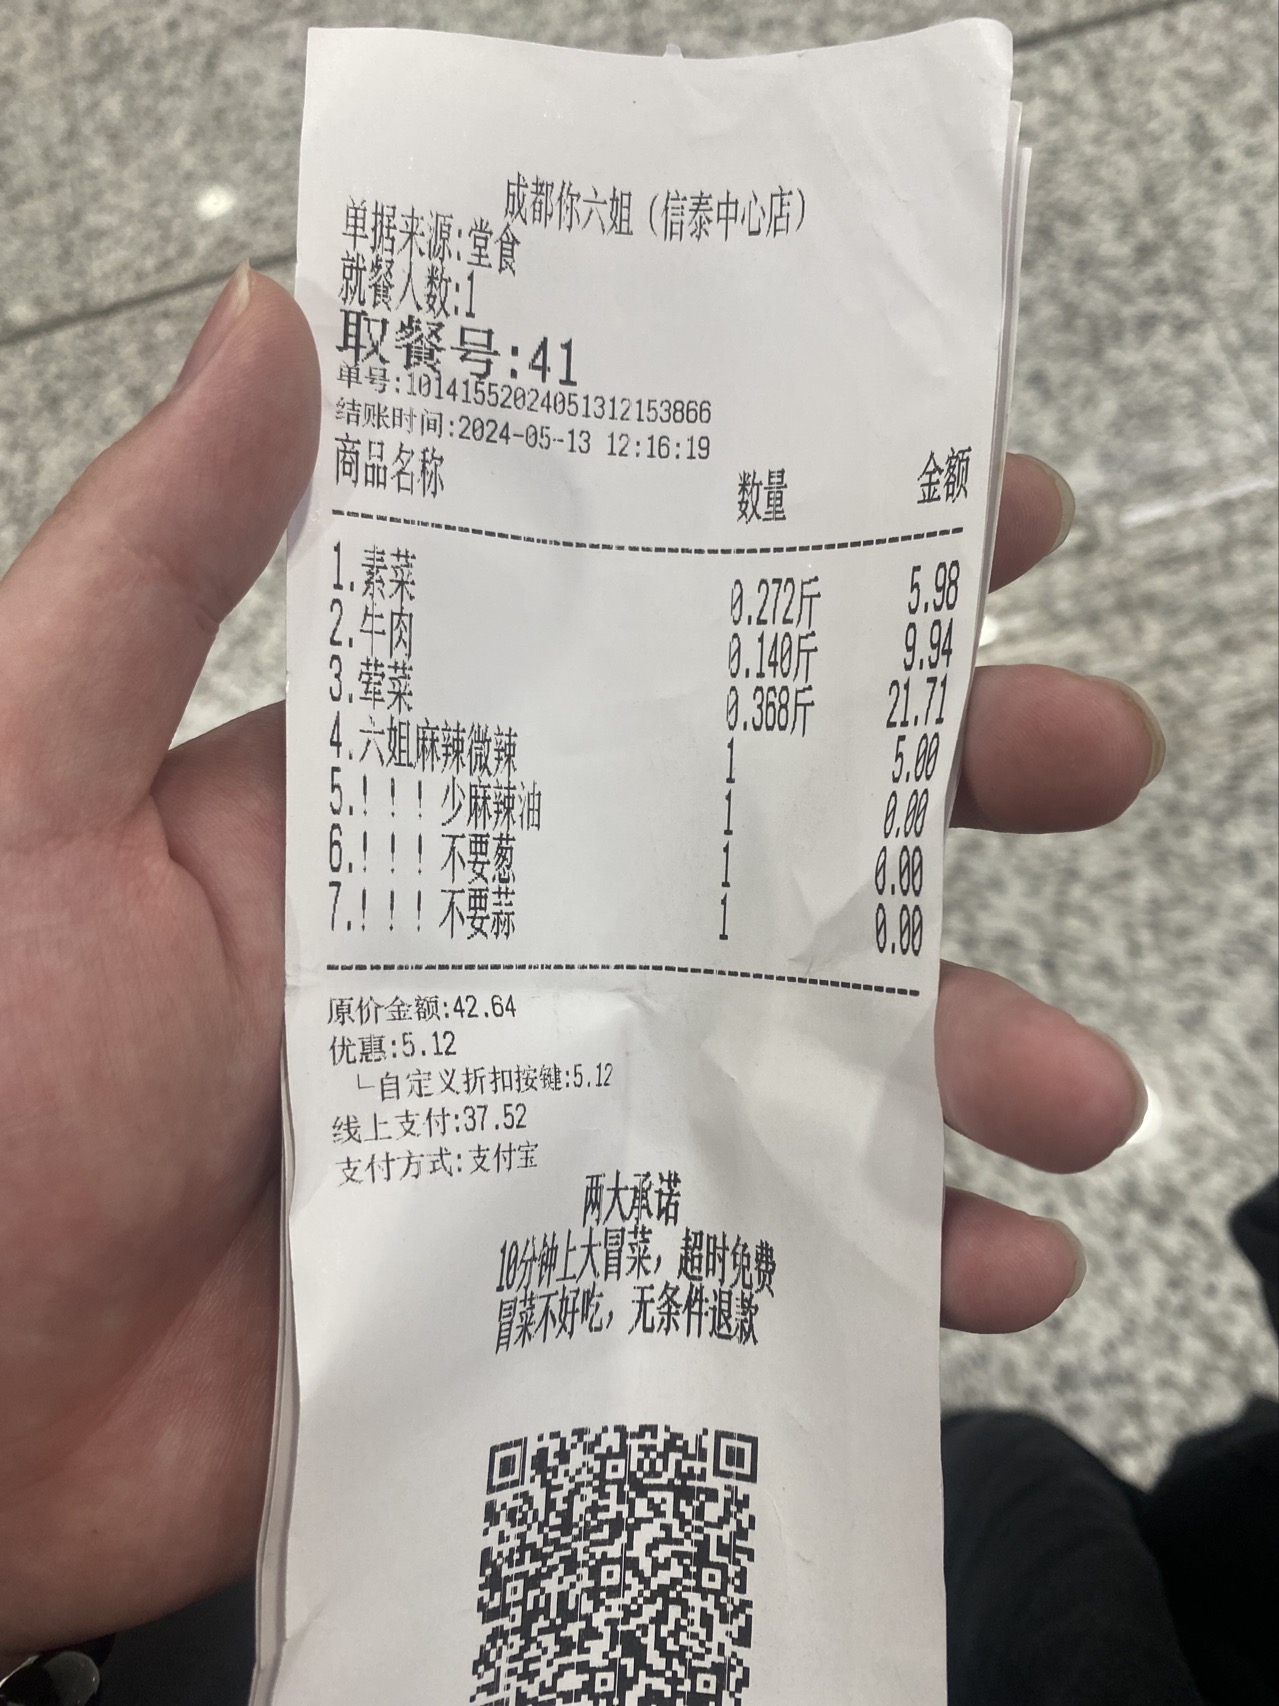 成都你六姐（信泰中心店）
单据来源:堂食
就餐人数:1
取餐号:41
单号:10141552024051312153866
结账时间:2024-05-13 12:16:19
商品名称 数量 金额
1.素菜 0.272斤 5.98
2.牛肉 0.140斤 9.94
3.荤菜 0.368斤 21.71
4.六姐麻辣微辣 1 5.00
5.!!!少麻辣油 1 0.00
6.!!!不要葱 1 0.00
7.!!!不要蒜 1 0.00
原价金额:42.64
优惠:5.12
└自定义折扣按键:5.12
线上支付:37.52
支付方式:支付宝
两大承诺
10分钟上大冒菜，超时免费
冒菜不好吃，无条件退款